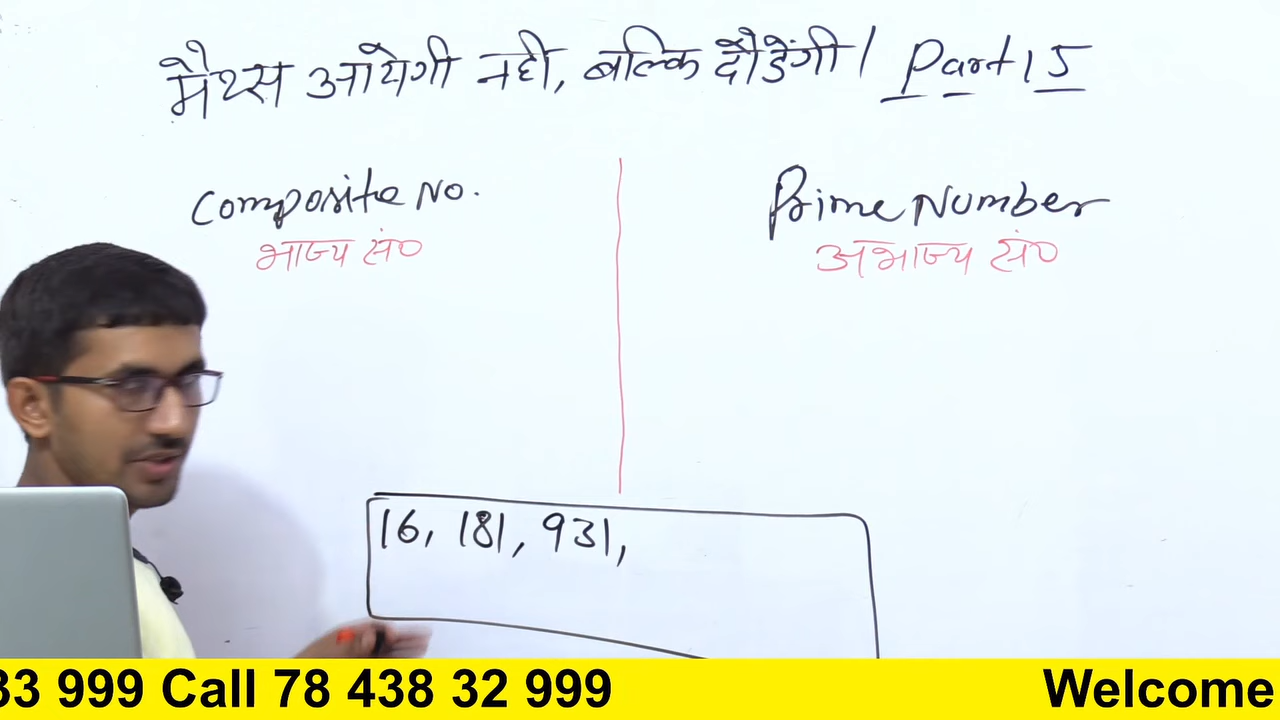 मैथ्स आयेगी नही, बल्कि दौडेंगी। Part 15
Composite No.
भाज्य सं०
Prime Number
अभाज्य सं०
16, 181, 931,
33 999 Call 78 438 32 999 Welcome